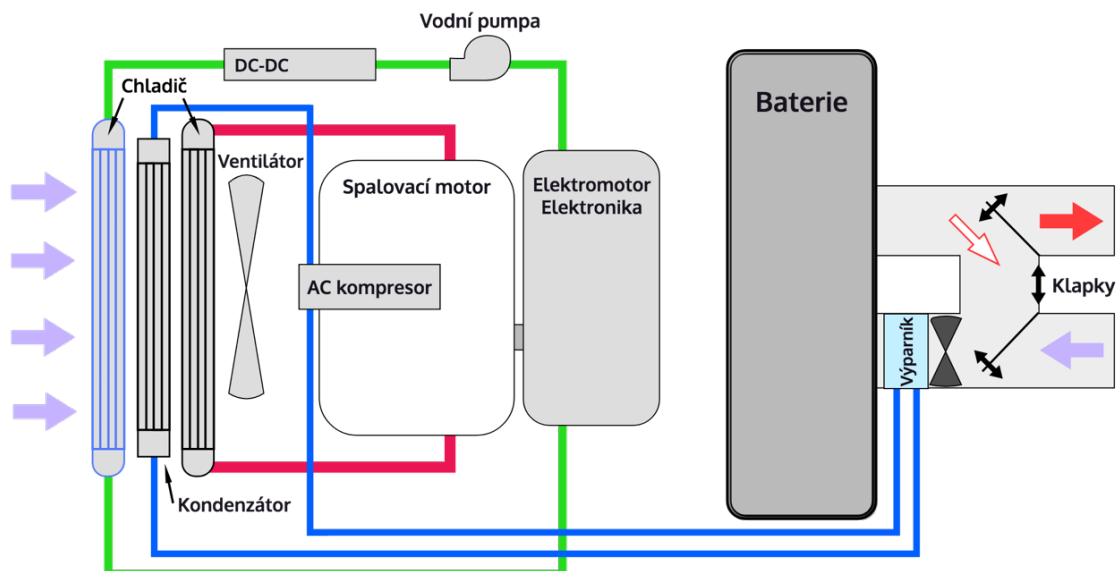 Vodní pumpa
DC-DC
Chladič
Baterie
Ventilátor
Spalovací motor
Elektromotor
Elektronika
AC kompresor
Klapky
Výparník
Kondenzátor